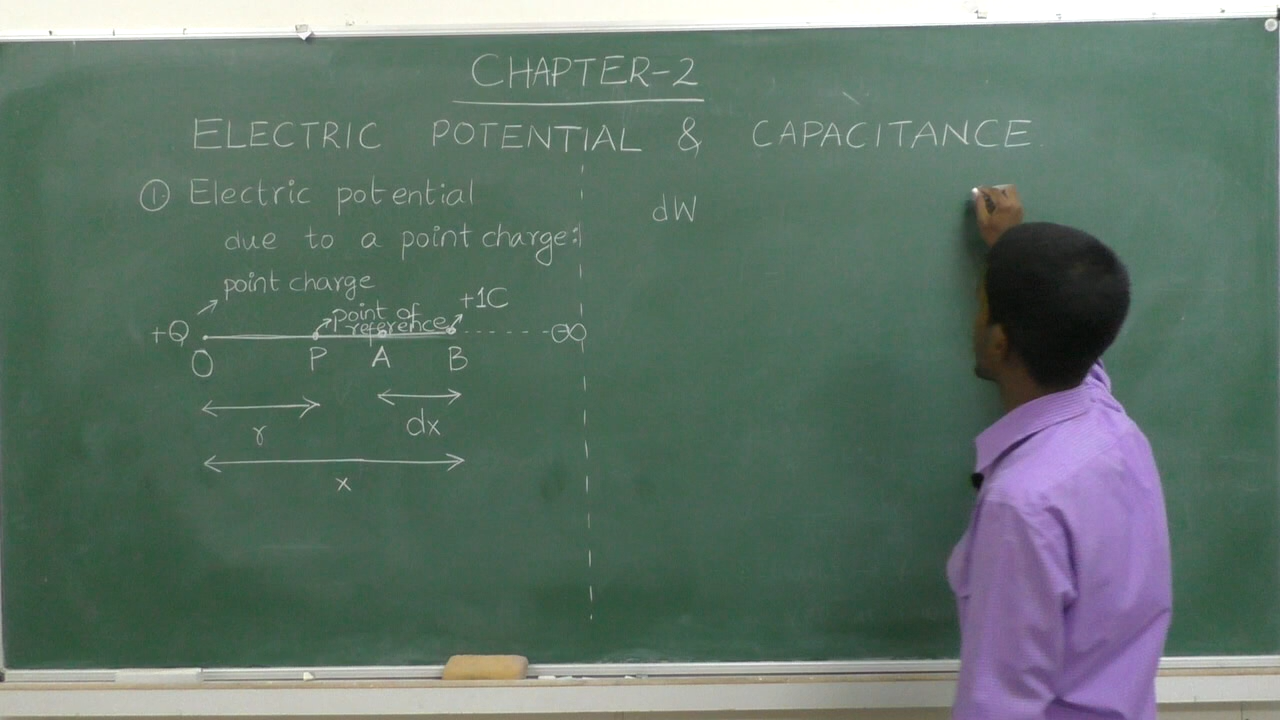 CHAPTER-2
ELECTRIC POTENTIAL & CAPACITANCE
① Electric potential
due to a point charge:
point charge
+1C
point of
reference
+Q
∞
O P A B
r
dx
x
dW